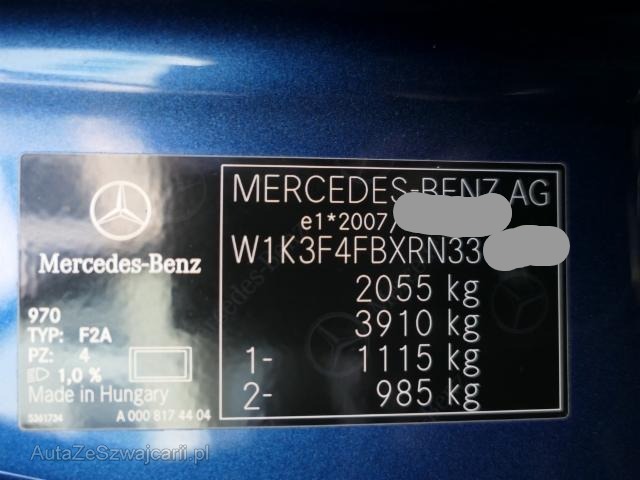 MERCEDES-BENZ AG
e1*2007/
W1K3F4FBXRN33
2055 kg
3910 kg
1- 1115 kg
2- 985 kg
Mercedes-Benz
970
TYP: F2A
PZ: 4
1,0 %
Made in Hungary
5361734 A 000 817 44 04
AutaZeSzwajcarii.pl